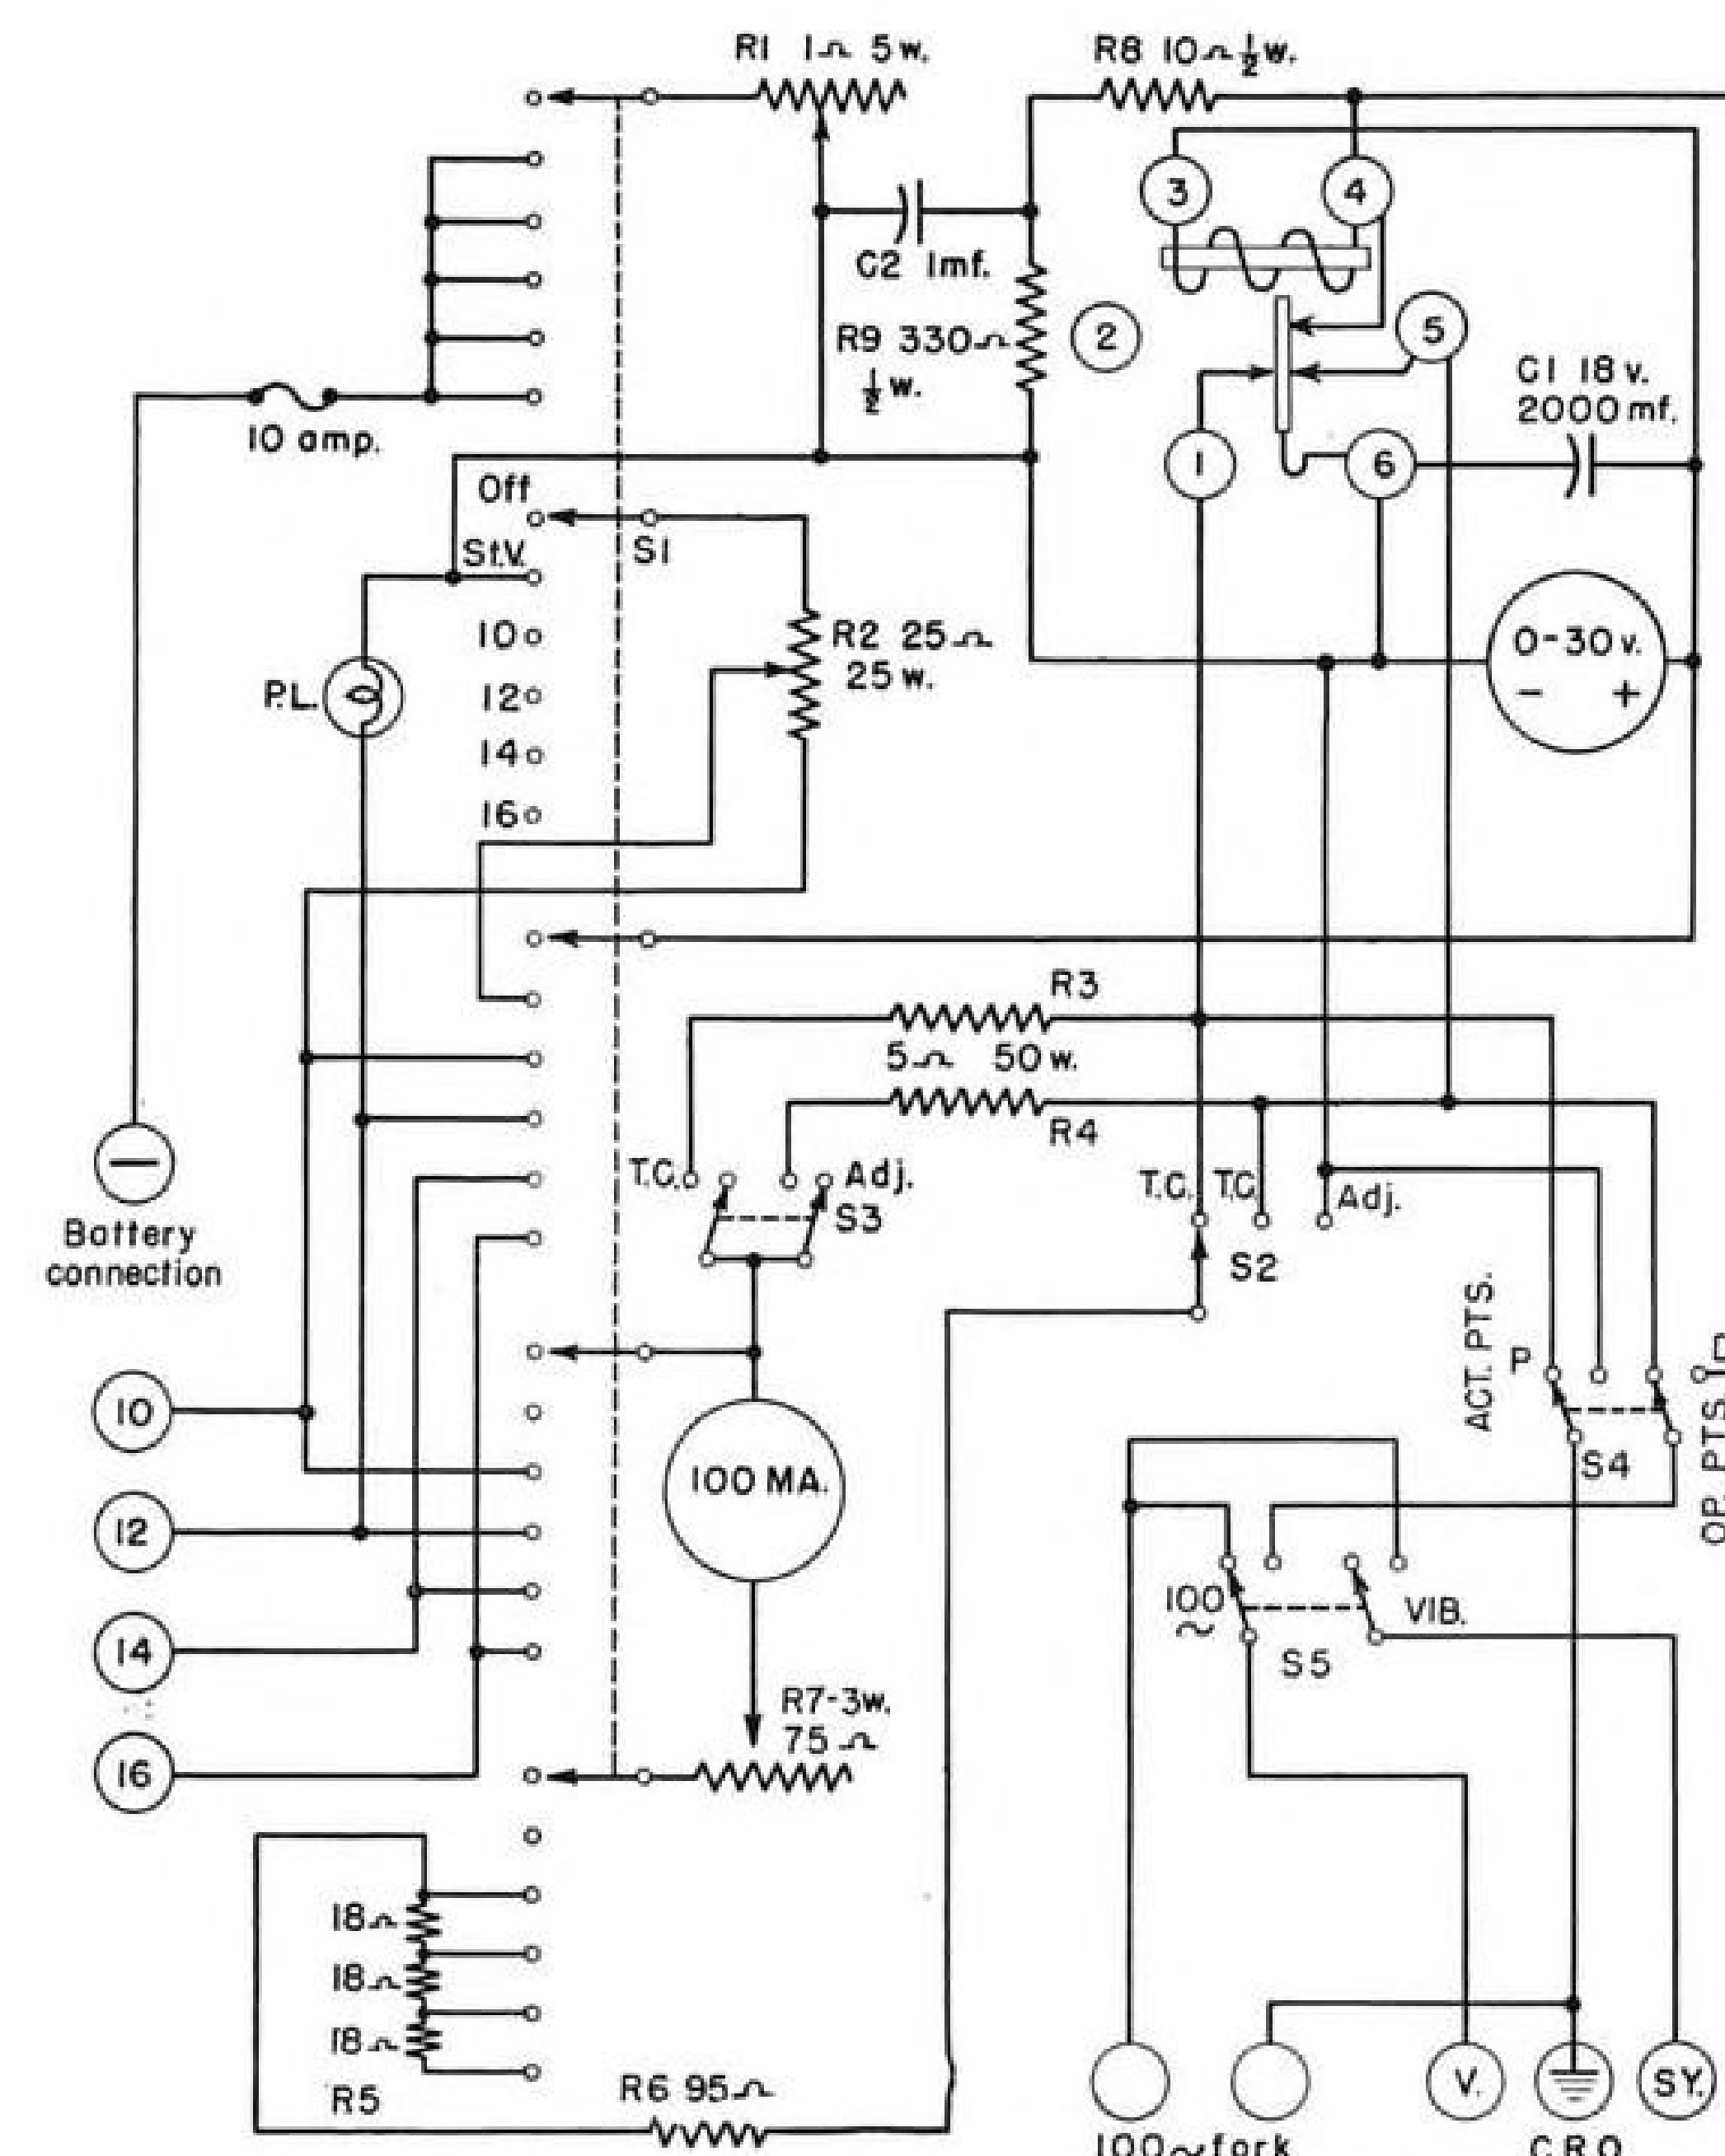 R1 1Ω 5w.
R8 10Ω ½w.
3
4
C2 1mf.
R9 330Ω
½w.
2
5
C1 18v.
2000mf.
10 amp.
1
6
Off
St.V.
S1
10
12
14
16
P.L.
R2 25Ω
25w.
0-30v.
- +
R3
5Ω 50w.
R4
T.C.
Adj.
S3
T.C.
T.C.
Adj.
S2
-
Battery
connection
ACT. PTS.
P
OP. PTS.
S4
10
100 MA.
12
100
~
VIB.
S5
14
R7-3w.
75Ω
16
18Ω
18Ω
18Ω
R5
R6 95Ω
V.
SY.
100~fork
C.R.O.